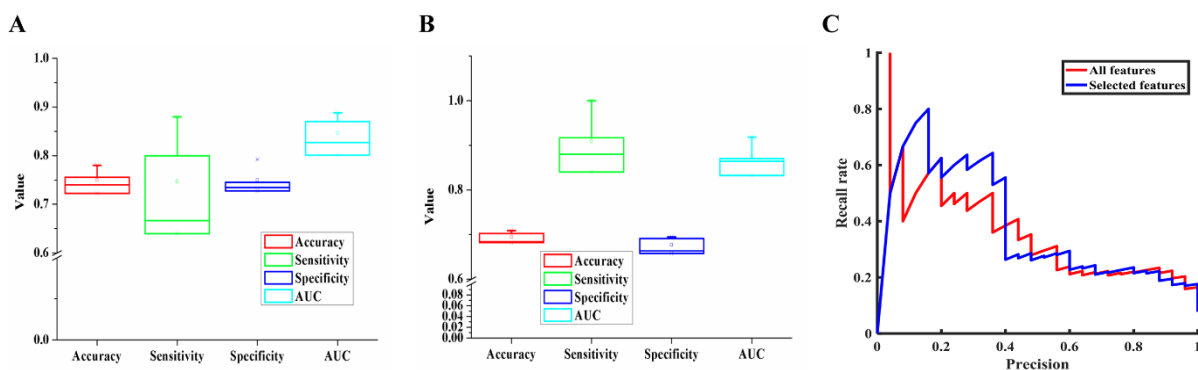 A
1.0
0.9
0.8
0.7
0.6
0.0
Value
Accuracy
Sensitivity
Specificity
AUC
Accuracy Sensitivity Specificity AUC
B
1.0
0.8
0.6
0.08
0.06
0.04
0.02
0.00
Value
Accuracy
Sensitivity
Specificity
AUC
Accuracy Sensitivity Specificity AUC
C
1
0.8
0.6
0.4
0.2
0
Recall rate
All features
Selected features
0 0.2 0.4 0.6 0.8 1
Precision